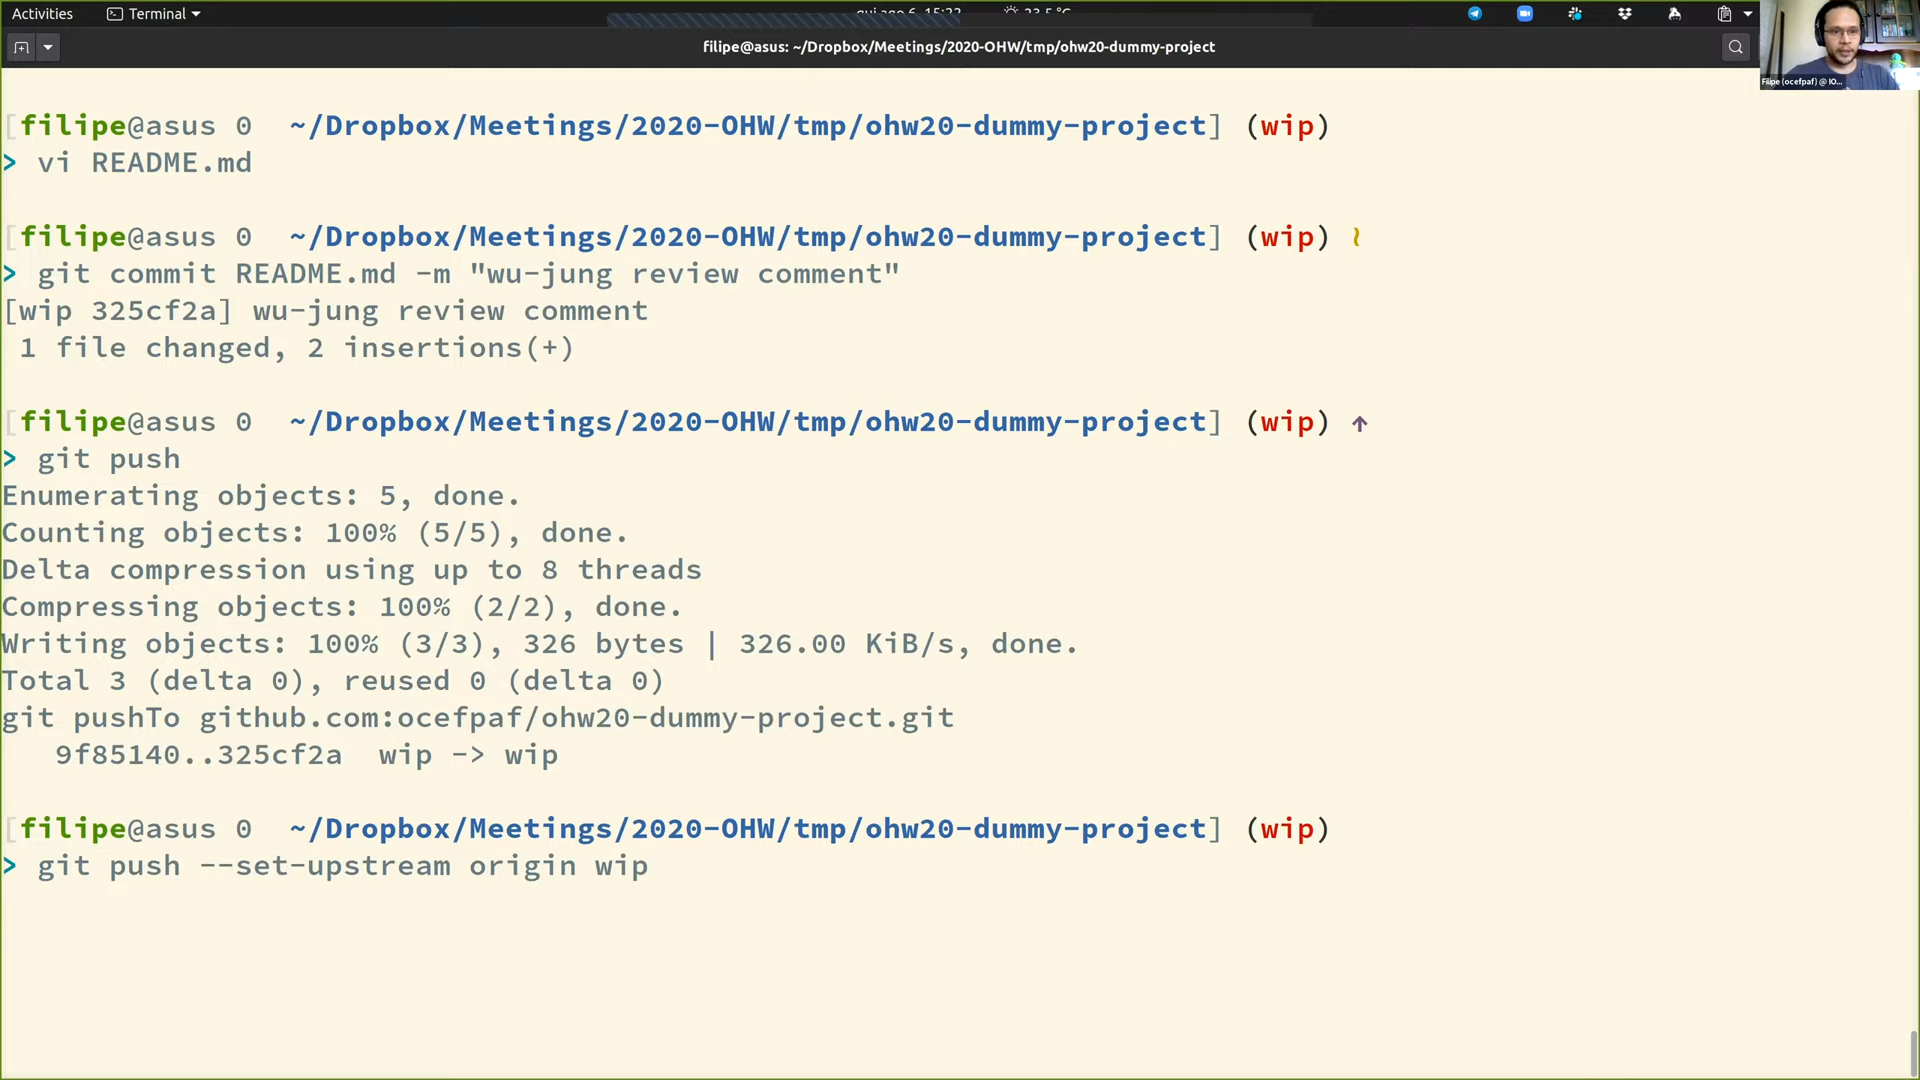 Activities Terminal
23.5 °C
filipe@asus: ~/Dropbox/Meetings/2020-OHW/tmp/ohw20-dummy-project
Filipe (ocefpaf) @ IO...
[filipe@asus 0 ~/Dropbox/Meetings/2020-OHW/tmp/ohw20-dummy-project] (wip)
> vi README.md
[filipe@asus 0 ~/Dropbox/Meetings/2020-OHW/tmp/ohw20-dummy-project] (wip) ≀
> git commit README.md -m "wu-jung review comment"
[wip 325cf2a] wu-jung review comment
1 file changed, 2 insertions(+)
[filipe@asus 0 ~/Dropbox/Meetings/2020-OHW/tmp/ohw20-dummy-project] (wip) ↑
> git push
Enumerating objects: 5, done.
Counting objects: 100% (5/5), done.
Delta compression using up to 8 threads
Compressing objects: 100% (2/2), done.
Writing objects: 100% (3/3), 326 bytes | 326.00 KiB/s, done.
Total 3 (delta 0), reused 0 (delta 0)
git pushTo github.com:ocefpaf/ohw20-dummy-project.git
9f85140..325cf2a wip -> wip
[filipe@asus 0 ~/Dropbox/Meetings/2020-OHW/tmp/ohw20-dummy-project] (wip)
> git push --set-upstream origin wip